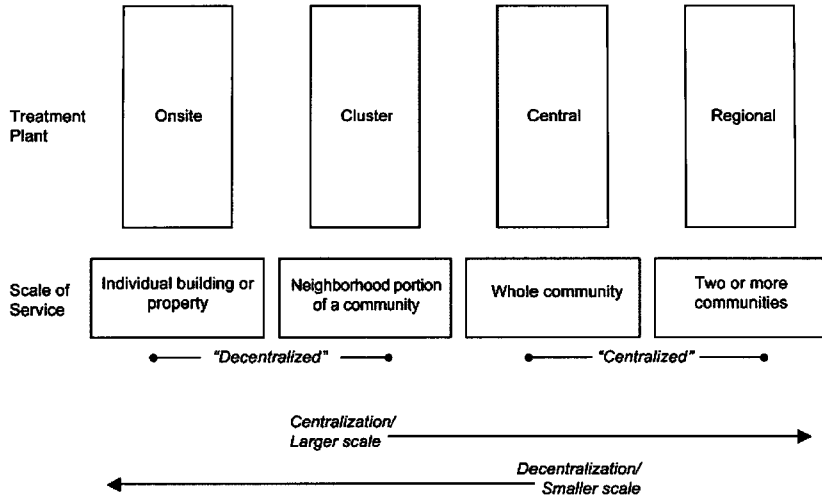 Treatment
Plant
Onsite
Cluster
Central
Regional
Scale of
Service
Individual building or
property
Neighborhood portion
of a community
Whole community
Two or more
communities
"Decentralized"
"Centralized"
Centralization/
Larger scale
Decentralization/
Smaller scale